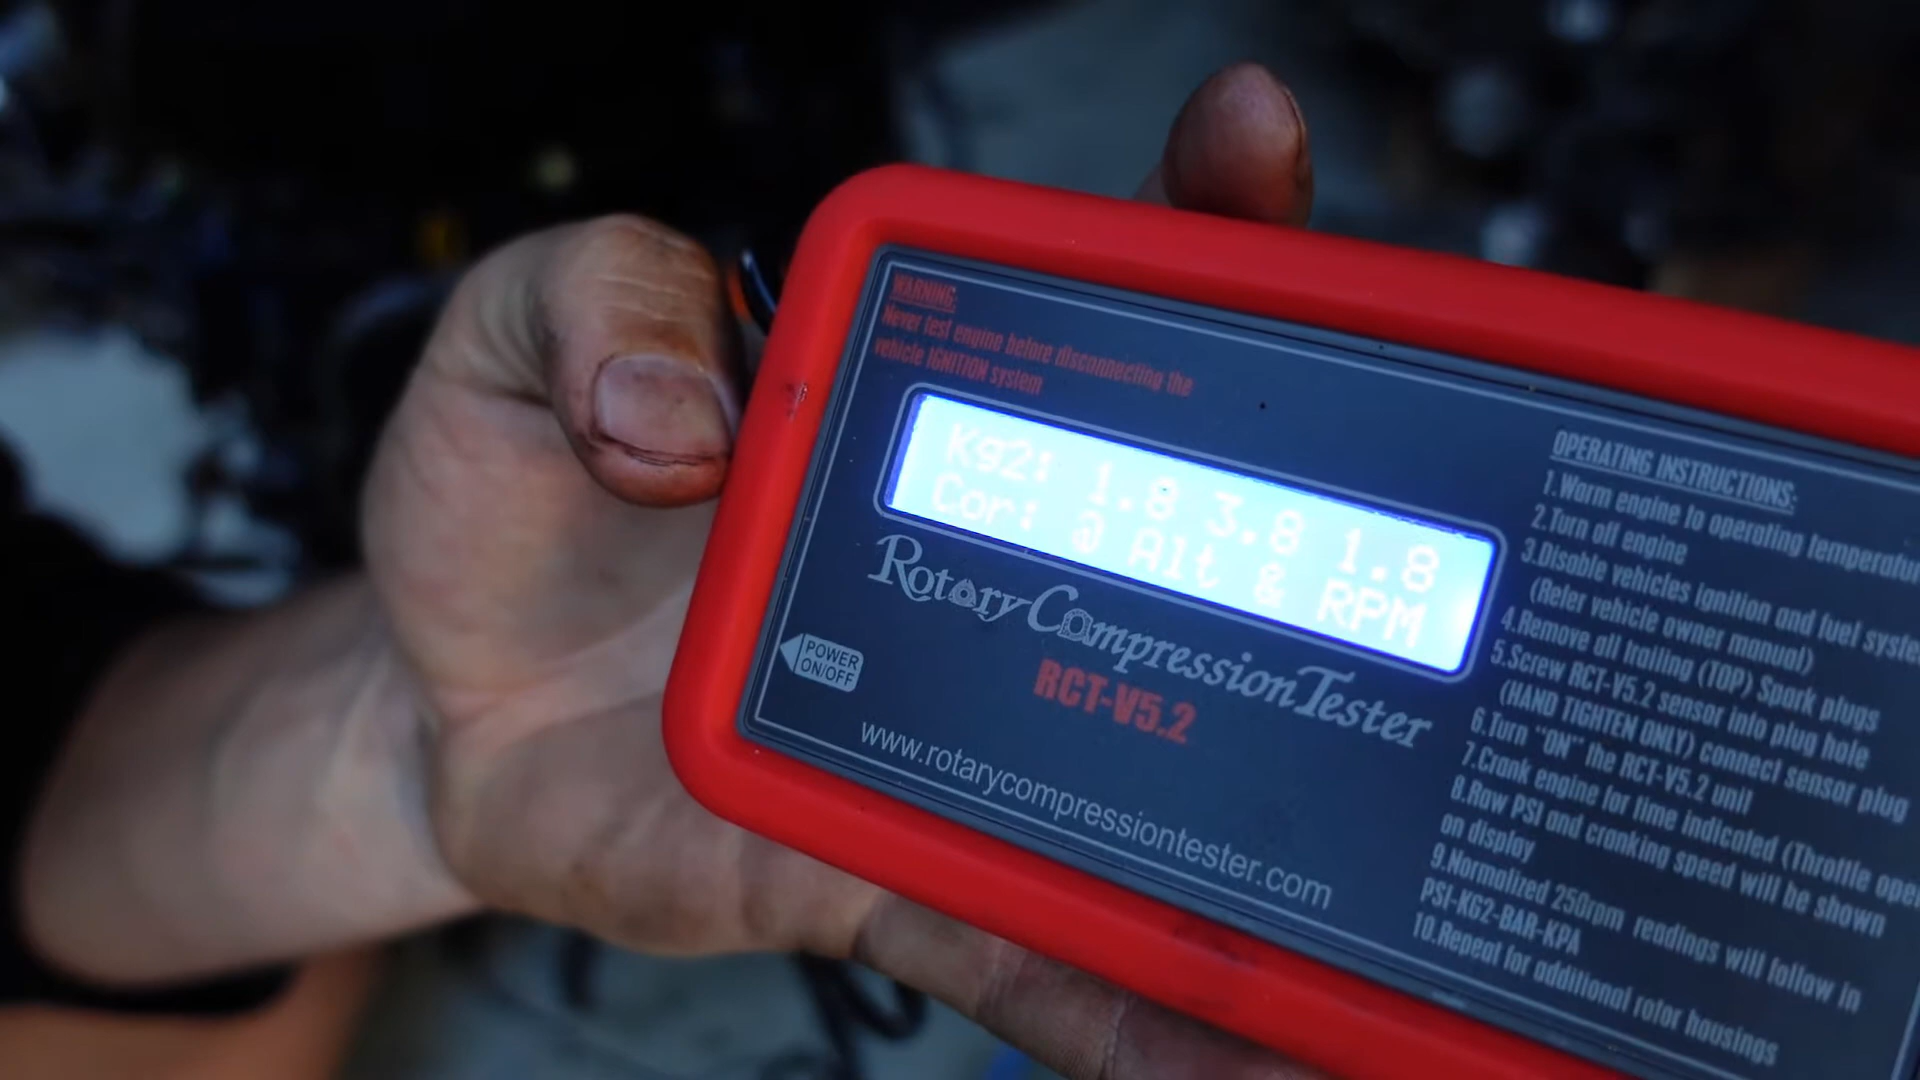 WARNING:
Never test engine before disconnecting the
vehicle IGNITION system
Kg2: 1.8 3.8 1.8
Cor: @ Alt & RPM
Rotary Compression Tester
RCT-V5.2
POWER
ON/OFF
www.rotarycompressiontester.com
OPERATING INSTRUCTIONS:
1.Warm engine to operating temperatur
2.Turn off engine
3.Disable vehicles ignition and fuel syste
(Refer vehicle owner manual)
4.Remove all trailing (TOP) Spark plugs
5.Screw RCT-V5.2 sensor into plug hole
(HAND TIGHTEN ONLY) connect sensor plug
6.Turn "ON" the RCT-V5.2 unit
7.Crank engine for time indicated (Throttle ope
8.Raw PSI and cranking speed will be shown
on display
9.Normalized 250rpm readings will follow in
PSI-KG2-BAR-KPA
10.Repeat for additional rotor housings